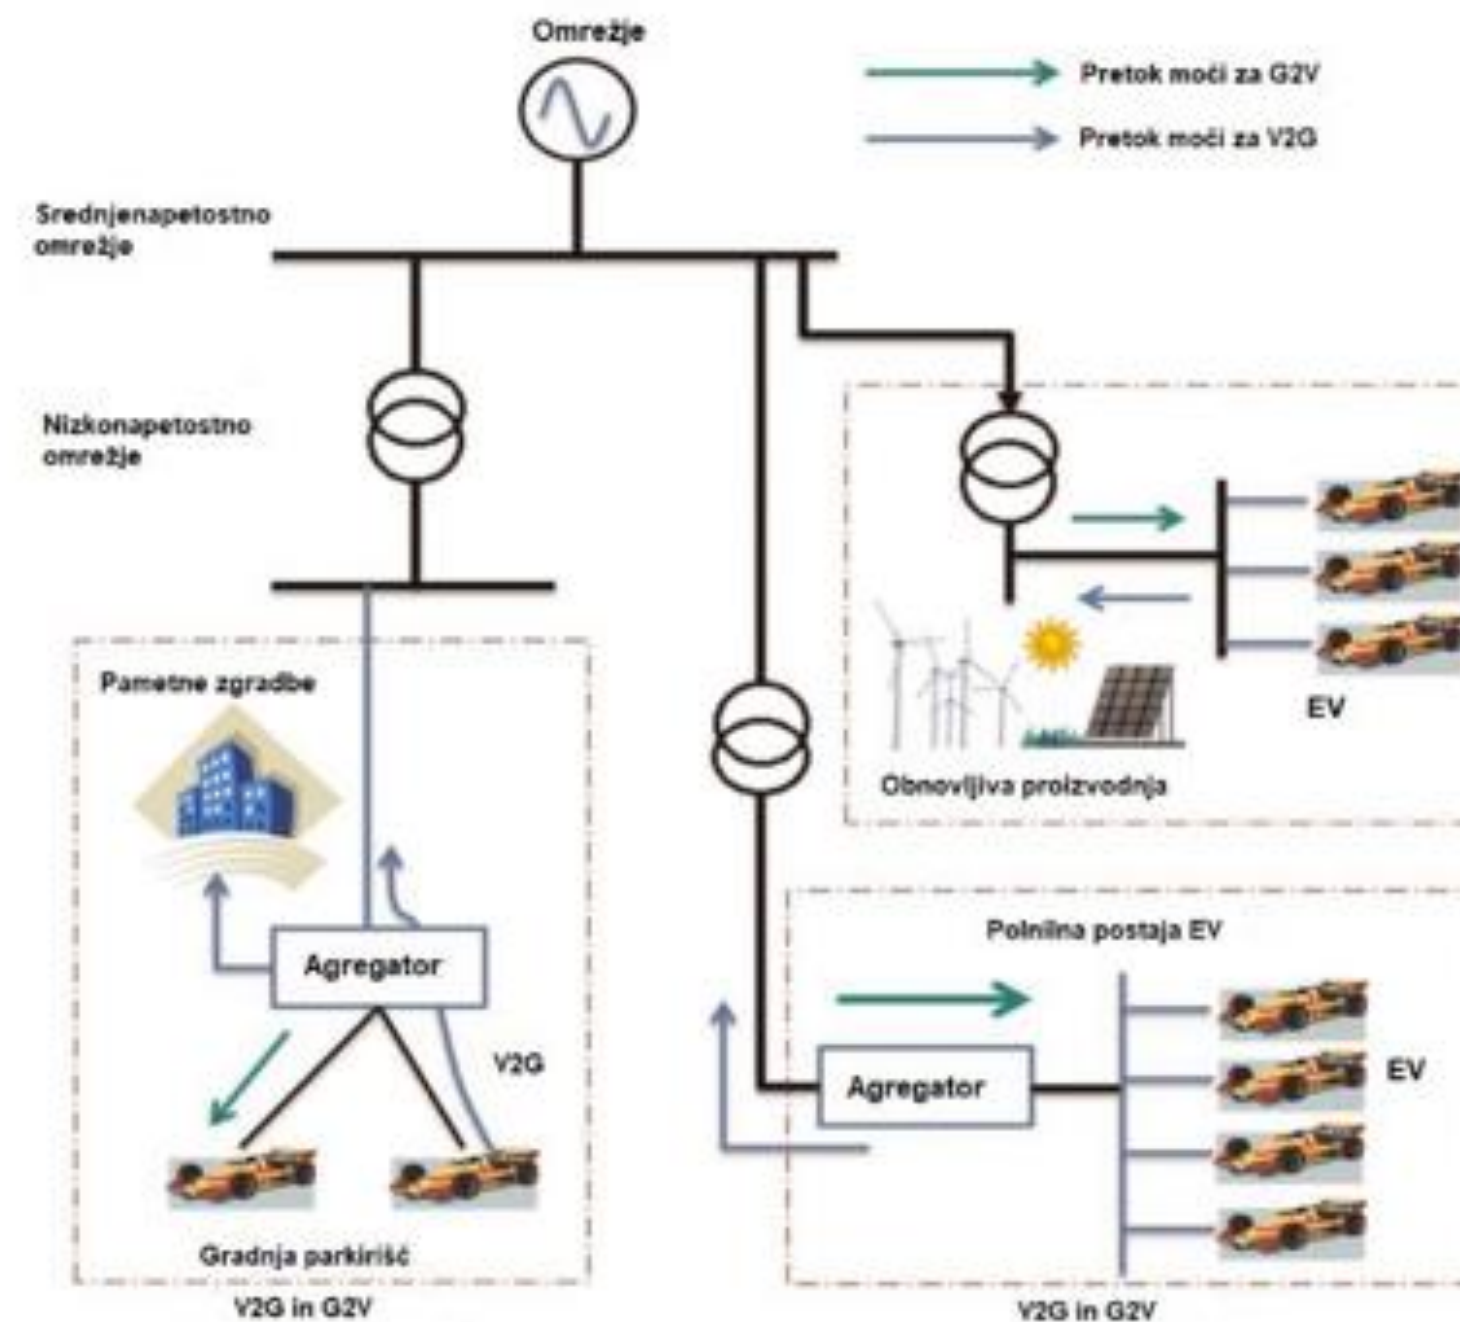 Omrežje
Pretok moči za G2V
Pretok moči za V2G
Srednjenapetostno
omrežje
Nizkonapetostno
omrežje
Pametne zgradbe
EV
Obnovljiva proizvodnja
Polnilna postaja EV
Agregator
V2G
Agregator
EV
Gradnja parkirišč
V2G in G2V
V2G in G2V